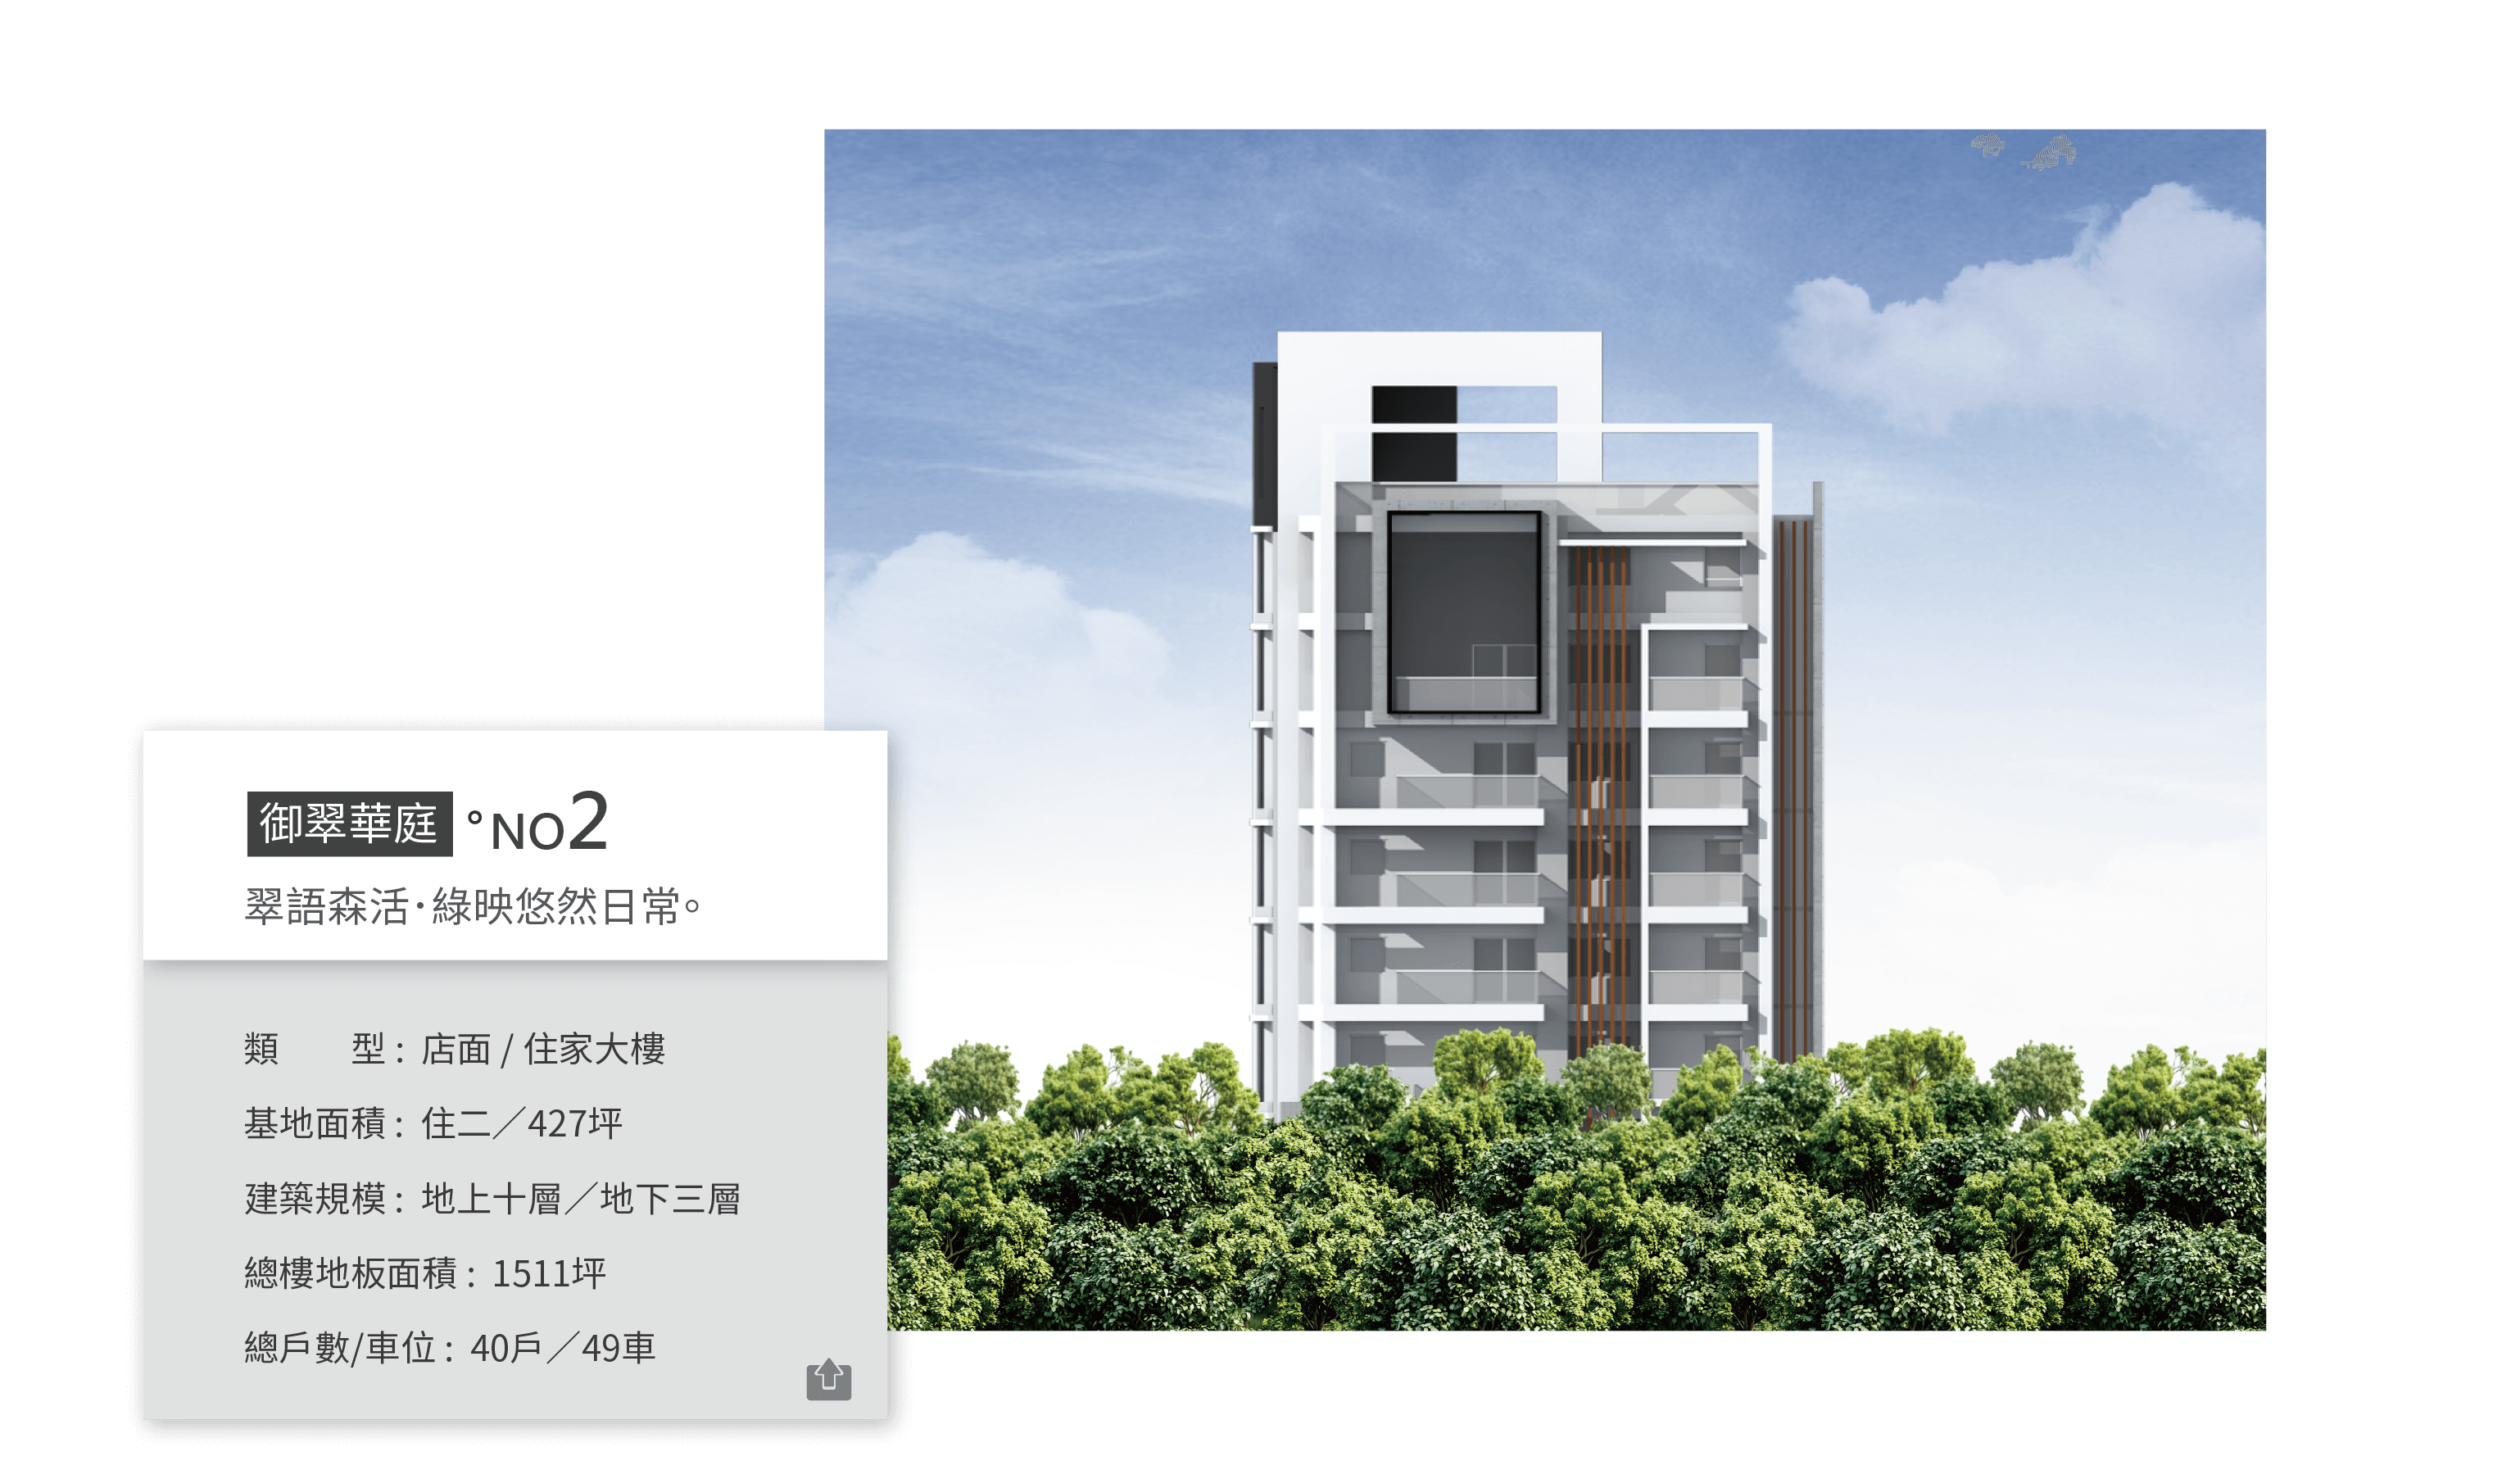 御翠華庭 °NO2
翠語森活·綠映悠然日常。
類　　型：店面 / 住家大樓
基地面積：住二／427坪
建築規模：地上十層／地下三層
總樓地板面積：1511坪
總戶數/車位：40戶／49車